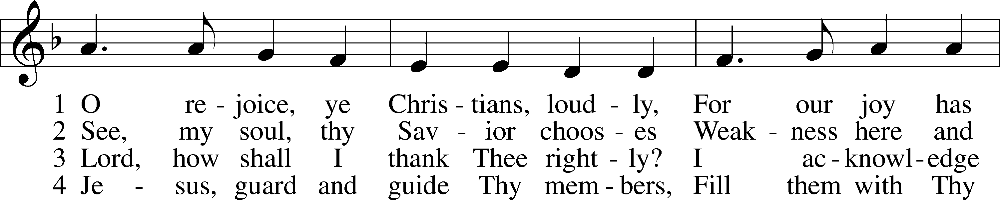 1 O re - joice, ye Chris - tians, loud - ly, For our joy has
2 See, my soul, thy Sav - ior choos - es Weak - ness here and
3 Lord, how shall I thank Thee right - ly? I ac - knowl - edge
4 Je - sus, guard and guide Thy mem - bers, Fill them with Thy